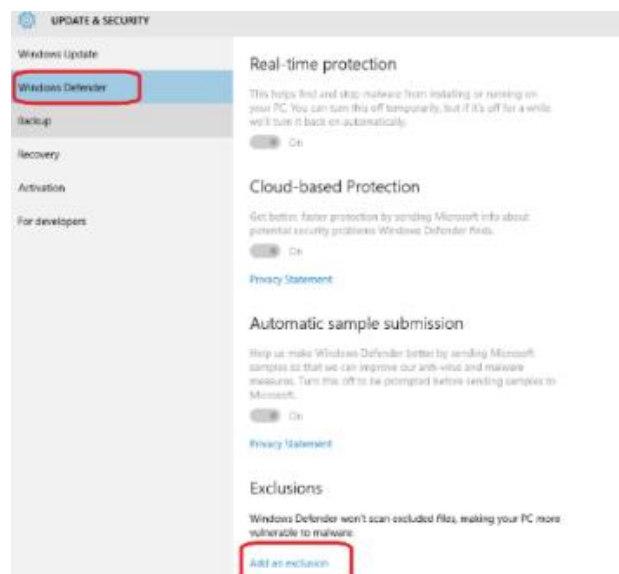 UPDATE & SECURITY
Windows Update
Windows Defender
Backup
Recovery
Activation
For developers
Real-time protection
This helps find and stop malware from installing or running on
your PC. You can turn this off temporarily, but if it's off for a while
we'll turn it back on automatically.
On
Cloud-based Protection
Get better, faster protection by sending Microsoft info about
potential security problems Windows Defender finds.
On
Privacy Statement
Automatic sample submission
Help us make Windows Defender better by sending Microsoft
samples so that we can improve our anti-virus and malware
measures. Turn this off to be prompted before sending samples to
Microsoft.
On
Privacy Statement
Exclusions
Windows Defender won't scan excluded files, making your PC more
vulnerable to malware.
Add an exclusion